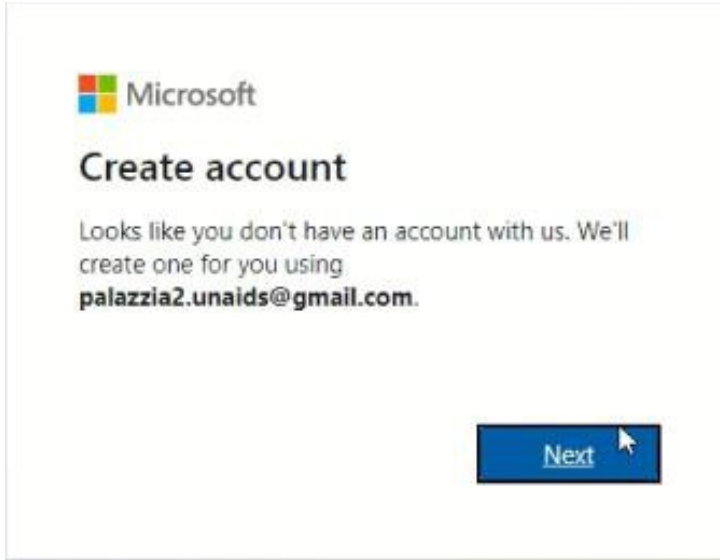 Microsoft
Create account
Looks like you don't have an account with us. We'll
create one for you using
palazzia2.unaids@gmail.com.
Next